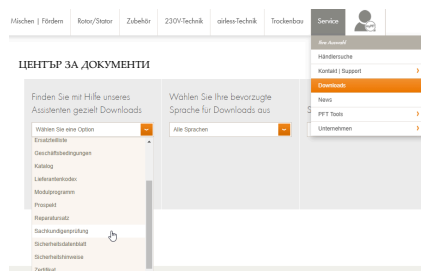 Mischen | Fördern Rotor/Stator Zubehör 230V-Technik airless-Technik Trockenbau Service
Ihre Auswahl
Händlersuche
Kontakt | Support
Downloads
News
PFT Tools
Unternehmen
ЦЕНТЪР ЗА ДОКУМЕНТИ
Finden Sie mit Hilfe unseres
Assistenten gezielt Downloads
Wählen Sie eine Option
Ersatzteilliste
Geschäftsbedingungen
Katalog
Lieferantenkodex
Modulprogramm
Prospekt
Reparatursatz
Sachkundigenprüfung
Sicherheitsdatenblatt
Sicherheitshinweise
Zertifikat
Wählen Sie Ihre bevorzugte
Sprache für Downloads aus
Alle Sprachen